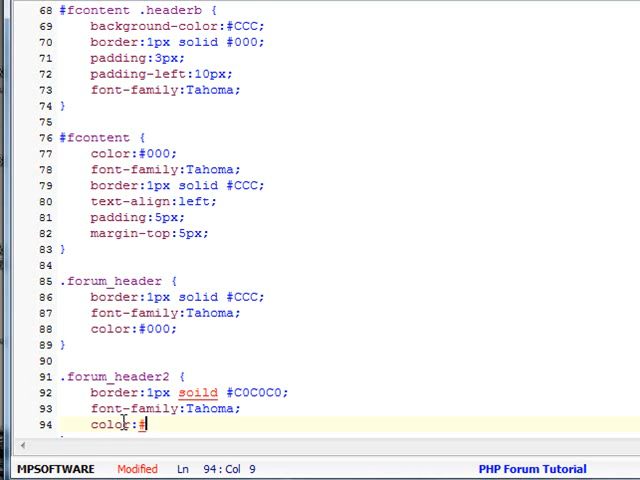 68 #fcontent .headerb {
69 background-color:#CCC;
70 border:1px solid #000;
71 padding:3px;
72 padding-left:10px;
73 font-family:Tahoma;
74 }
75
76 #fcontent {
77 color:#000;
78 font-family:Tahoma;
79 border:1px solid #CCC;
80 text-align:left;
81 padding:5px;
82 margin-top:5px;
83 }
84
85 .forum_header {
86 border:1px solid #CCC;
87 font-family:Tahoma;
88 color:#000;
89 }
90
91 .forum_header2 {
92 border:1px soild #C0C0C0;
93 font-family:Tahoma;
94 color:#
MPSOFTWARE Modified Ln 94 : Col 9 PHP Forum Tutorial